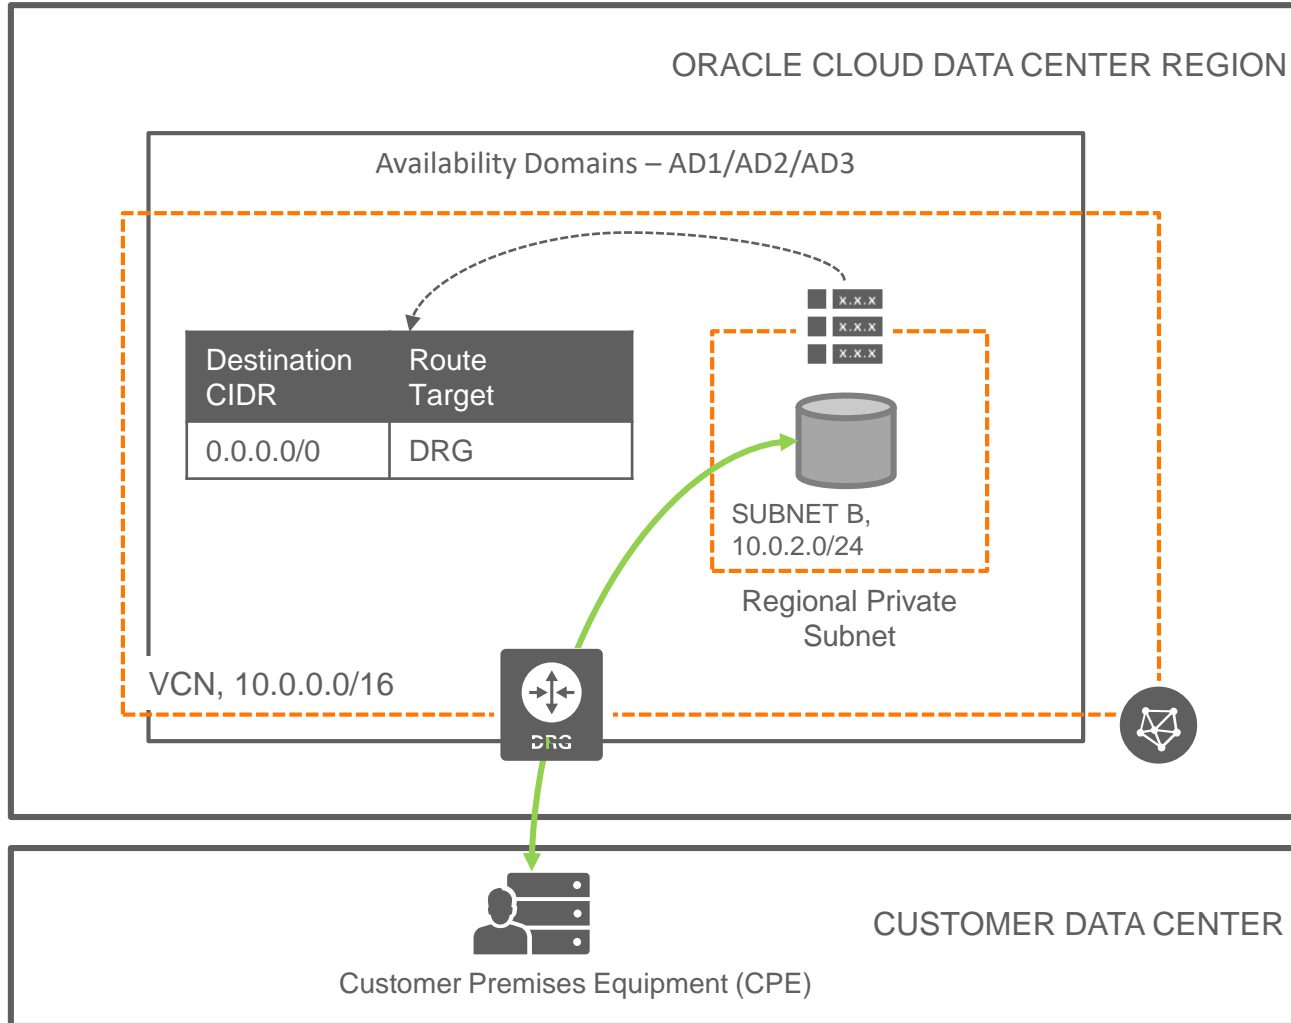 ORACLE CLOUD DATA CENTER REGION
Availability Domains – AD1/AD2/AD3
x.x.x
x.x.x
x.x.x
Destination CIDR
Route Target
0.0.0.0/0
DRG
SUBNET B,
10.0.2.0/24
Regional Private
Subnet
VCN, 10.0.0.0/16
DRG
CUSTOMER DATA CENTER
Customer Premises Equipment (CPE)